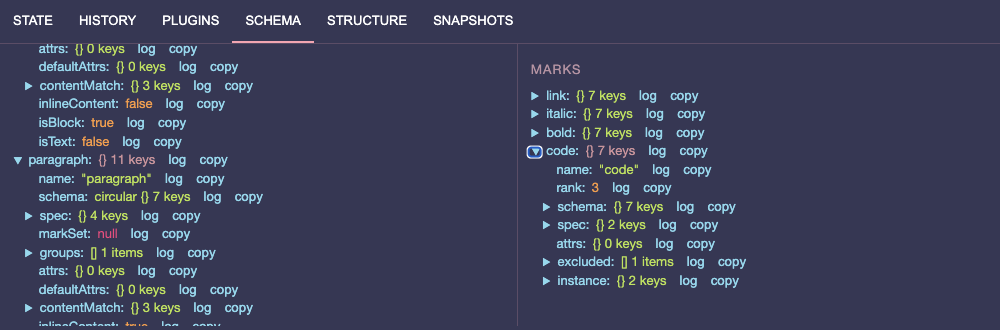 STATE HISTORY PLUGINS SCHEMA STRUCTURE SNAPSHOTS
attrs: {} 0 keys log copy
defaultAttrs: {} 0 keys log copy
contentMatch: {} 3 keys log copy
inlineContent: false log copy
isBlock: true log copy
isText: false log copy
paragraph: {} 11 keys log copy
name: "paragraph" log copy
schema: circular {} 7 keys log copy
spec: {} 4 keys log copy
markSet: null log copy
groups: [] 1 items log copy
attrs: {} 0 keys log copy
defaultAttrs: {} 0 keys log copy
contentMatch: {} 3 keys log copy
inlineContent: true log copy
MARKS
link: {} 7 keys log copy
italic: {} 7 keys log copy
bold: {} 7 keys log copy
code: {} 7 keys log copy
name: "code" log copy
rank: 3 log copy
schema: {} 7 keys log copy
spec: {} 2 keys log copy
attrs: {} 0 keys log copy
excluded: [] 1 items log copy
instance: {} 2 keys log copy